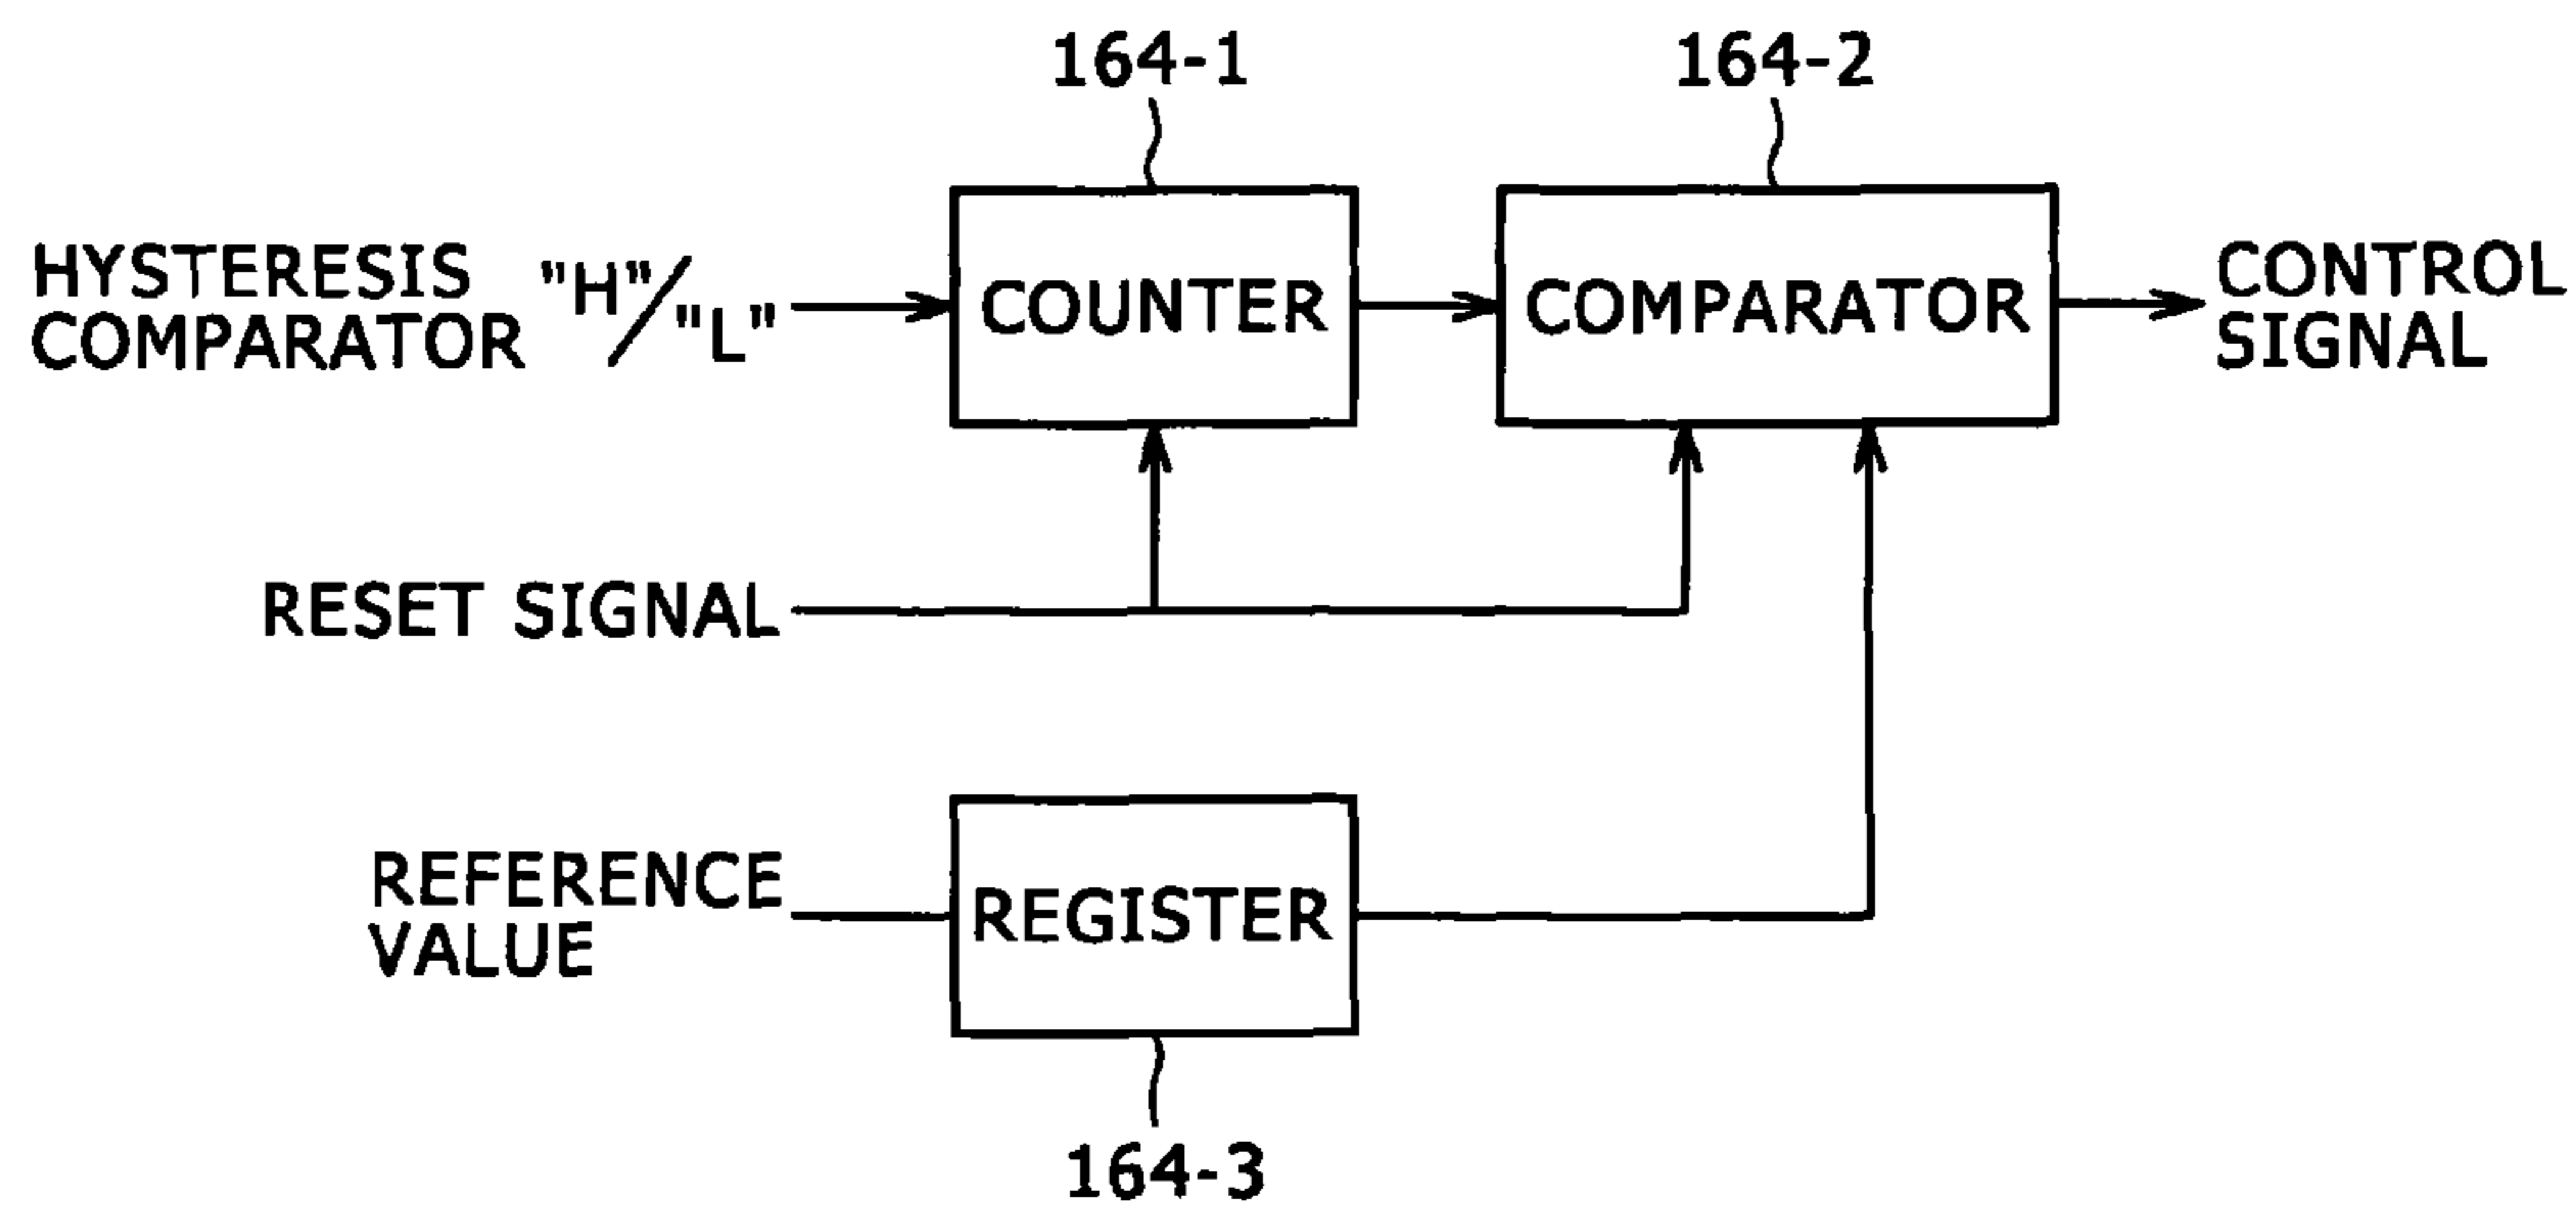 164-1
164-2
HYSTERESIS
COMPARATOR
"H"/"L"
COUNTER
COMPARATOR
CONTROL
SIGNAL
RESET SIGNAL
REFERENCE
VALUE
REGISTER
164-3